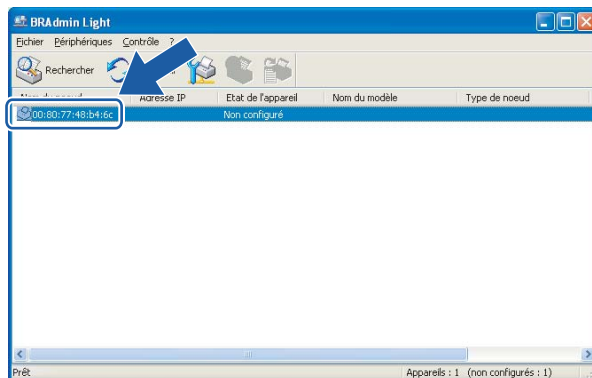 BRAdmin Light
Fichier Périphériques Contrôle ?
Rechercher
Adresse IP Etat de l'appareil Nom du modèle Type de noeud
00:80:77:48:b4:6c Non configuré
Prêt Appareils : 1 (non configurés : 1)